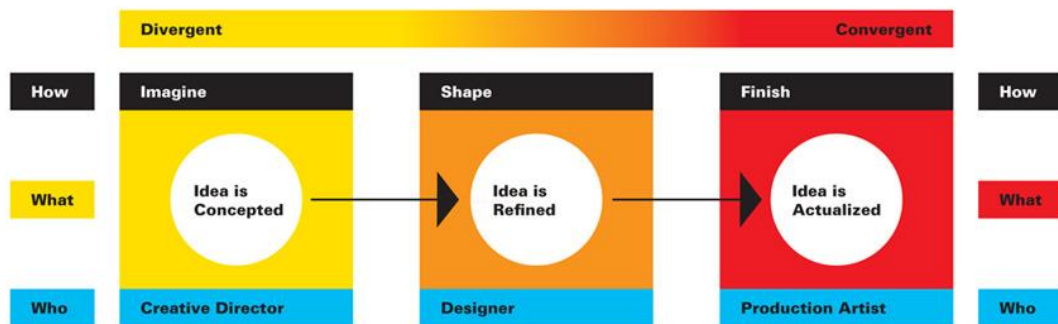 Divergent
Convergent
How
Imagine
Shape
Finish
How
What
Idea is
Concepted
Idea is
Refined
Idea is
Actualized
What
Who
Creative Director
Designer
Production Artist
Who